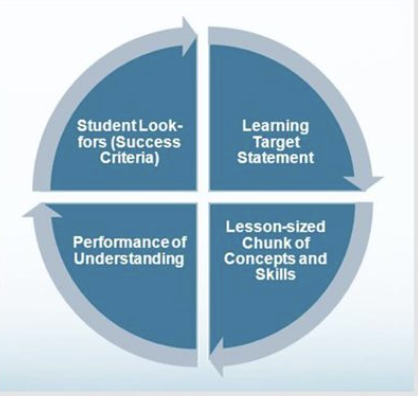 Student Look-
fors (Success
Criteria)
Learning
Target
Statement
Performance of
Understanding
Lesson-sized
Chunk of
Concepts and
Skills